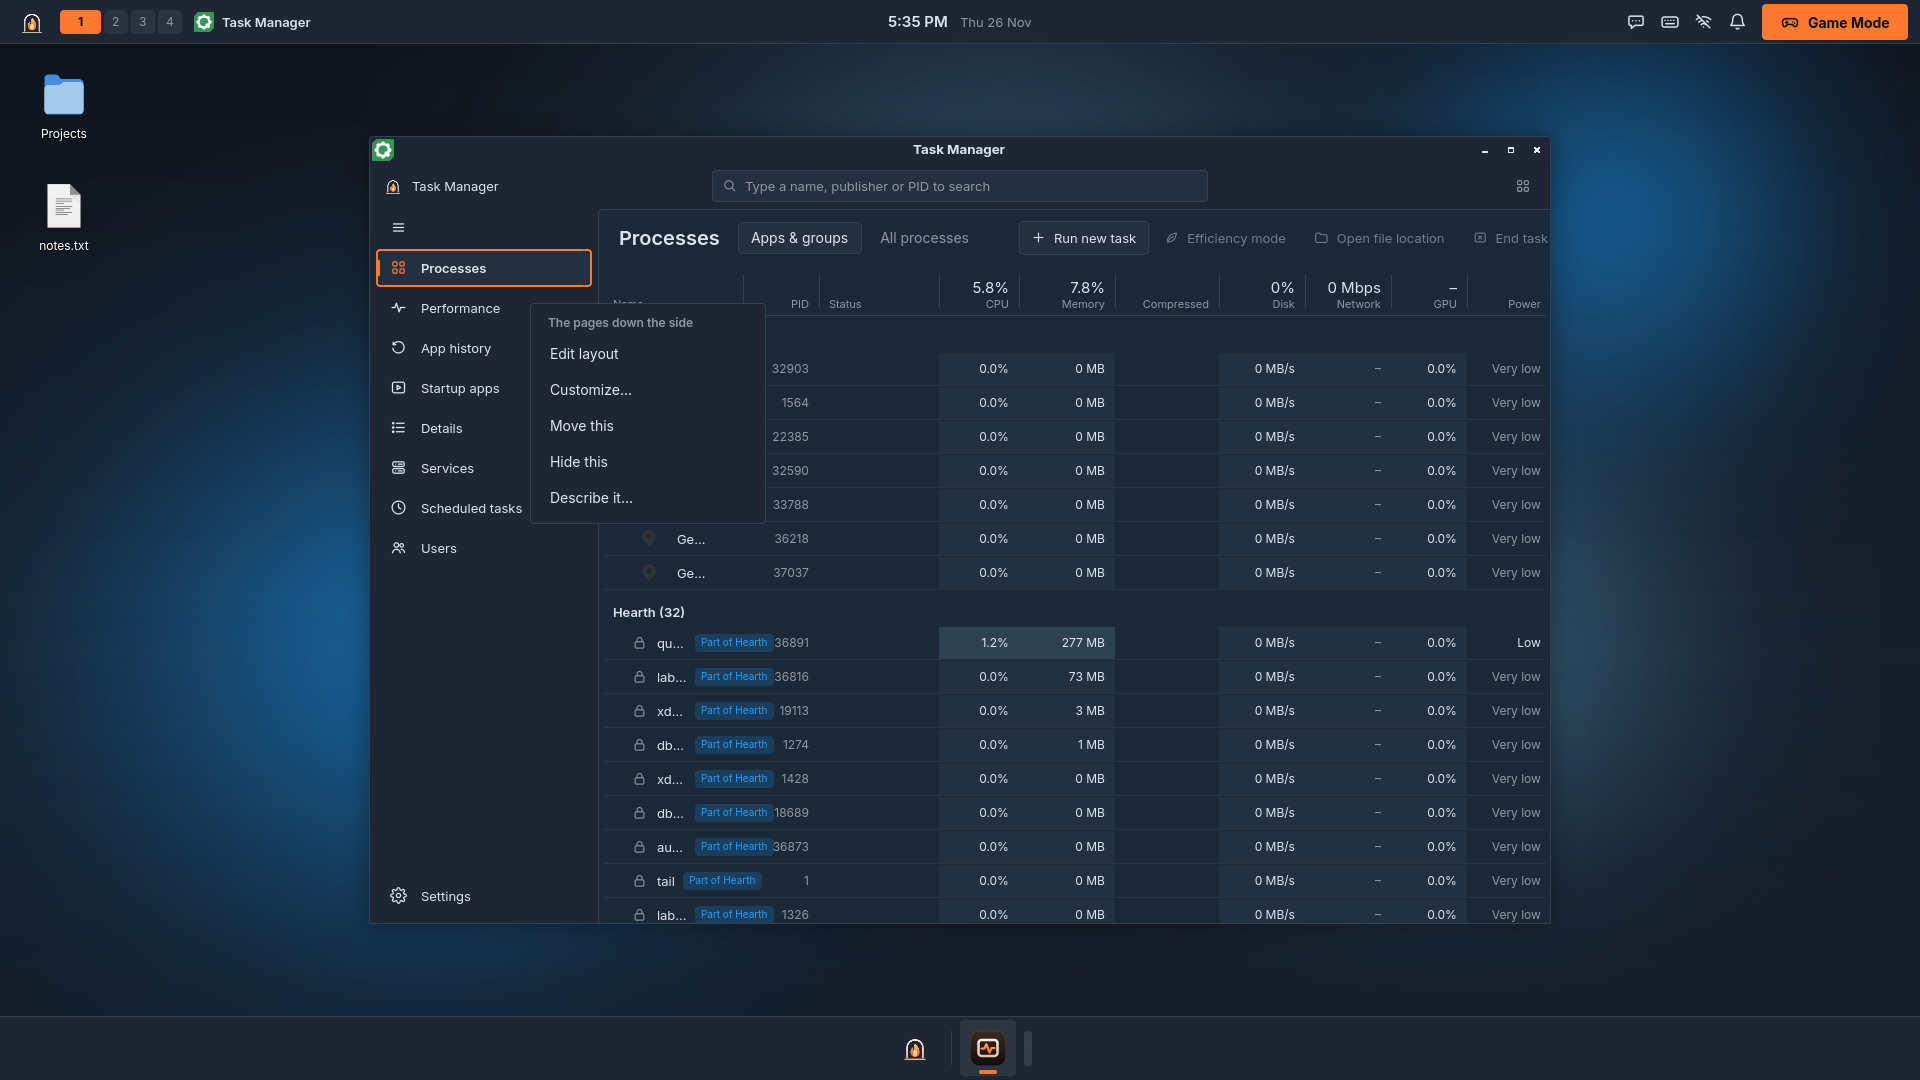 1 2 3 4 Task Manager 5:35 PM Thu 26 Nov Game Mode
Projects
notes.txt
Task Manager
Task Manager Type a name, publisher or PID to search
Processes Apps & groups All processes Run new task Efficiency mode Open file location End task
Processes
Performance
App history
Startup apps
Details
Services
Scheduled tasks
Users
Settings
5.8% 7.8% 0% 0 Mbps –
PID Status CPU Memory Compressed Disk Network GPU Power
The pages down the side
Edit layout
Customize...
Move this
Hide this
Describe it...
32903 0.0% 0 MB 0 MB/s – 0.0% Very low
1564 0.0% 0 MB 0 MB/s – 0.0% Very low
22385 0.0% 0 MB 0 MB/s – 0.0% Very low
32590 0.0% 0 MB 0 MB/s – 0.0% Very low
33788 0.0% 0 MB 0 MB/s – 0.0% Very low
Ge... 36218 0.0% 0 MB 0 MB/s – 0.0% Very low
Ge... 37037 0.0% 0 MB 0 MB/s – 0.0% Very low
Hearth (32)
qu... Part of Hearth 36891 1.2% 277 MB 0 MB/s – 0.0% Low
lab... Part of Hearth 36816 0.0% 73 MB 0 MB/s – 0.0% Very low
xd... Part of Hearth 19113 0.0% 3 MB 0 MB/s – 0.0% Very low
db... Part of Hearth 1274 0.0% 1 MB 0 MB/s – 0.0% Very low
xd... Part of Hearth 1428 0.0% 0 MB 0 MB/s – 0.0% Very low
db... Part of Hearth 18689 0.0% 0 MB 0 MB/s – 0.0% Very low
au... Part of Hearth 36873 0.0% 0 MB 0 MB/s – 0.0% Very low
tail Part of Hearth 1 0.0% 0 MB 0 MB/s – 0.0% Very low
lab... Part of Hearth 1326 0.0% 0 MB 0 MB/s – 0.0% Very low